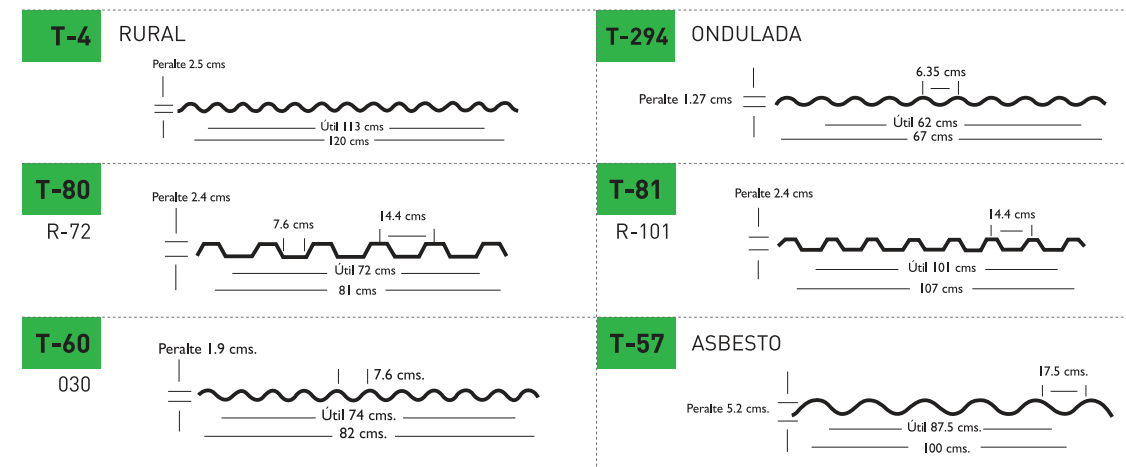 T-4 RURAL
Peralte 2.5 cms
Útil 113 cms
120 cms
T-294 ONDULADA
6.35 cms
Peralte 1.27 cms
Útil 62 cms
67 cms
T-80
R-72
Peralte 2.4 cms
7.6 cms
14.4 cms
Útil 72 cms
81 cms
T-81
R-101
Peralte 2.4 cms
14.4 cms
Útil 101 cms
107 cms
T-60
030
Peralte 1.9 cms.
7.6 cms.
Útil 74 cms.
82 cms.
T-57 ASBESTO
17.5 cms.
Peralte 5.2 cms.
Útil 87.5 cms.
100 cms.